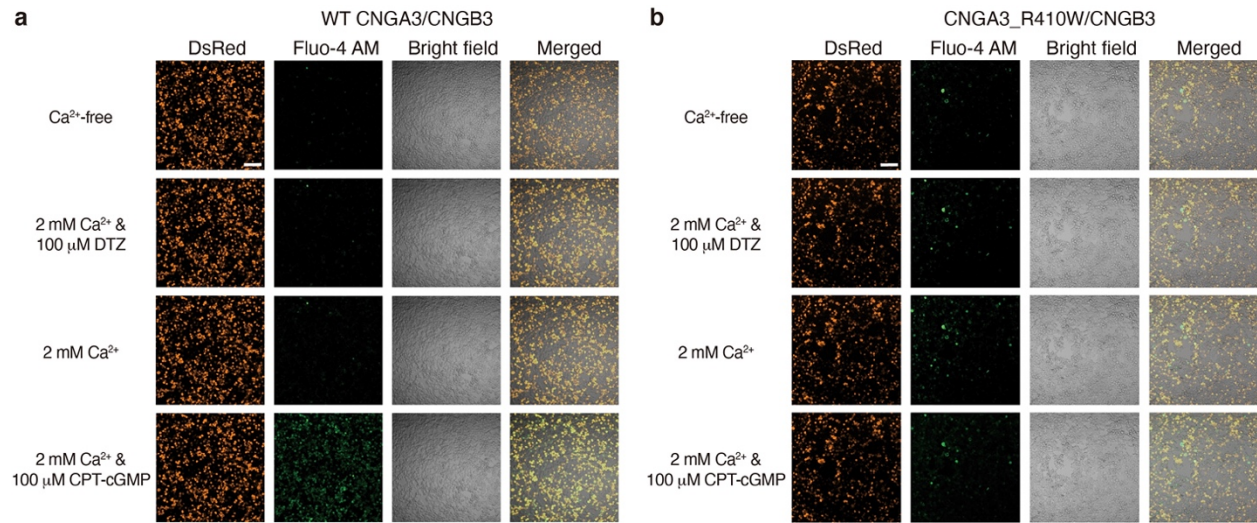 a
WT CNGA3/CNGB3
DsRed Fluo-4 AM Bright field Merged
Ca²⁺-free
2 mM Ca²⁺ &
100 μM DTZ
2 mM Ca²⁺
2 mM Ca²⁺ &
100 μM CPT-cGMP
b
CNGA3_R410W/CNGB3
DsRed Fluo-4 AM Bright field Merged
Ca²⁺-free
2 mM Ca²⁺ &
100 μM DTZ
2 mM Ca²⁺
2 mM Ca²⁺ &
100 μM CPT-cGMP